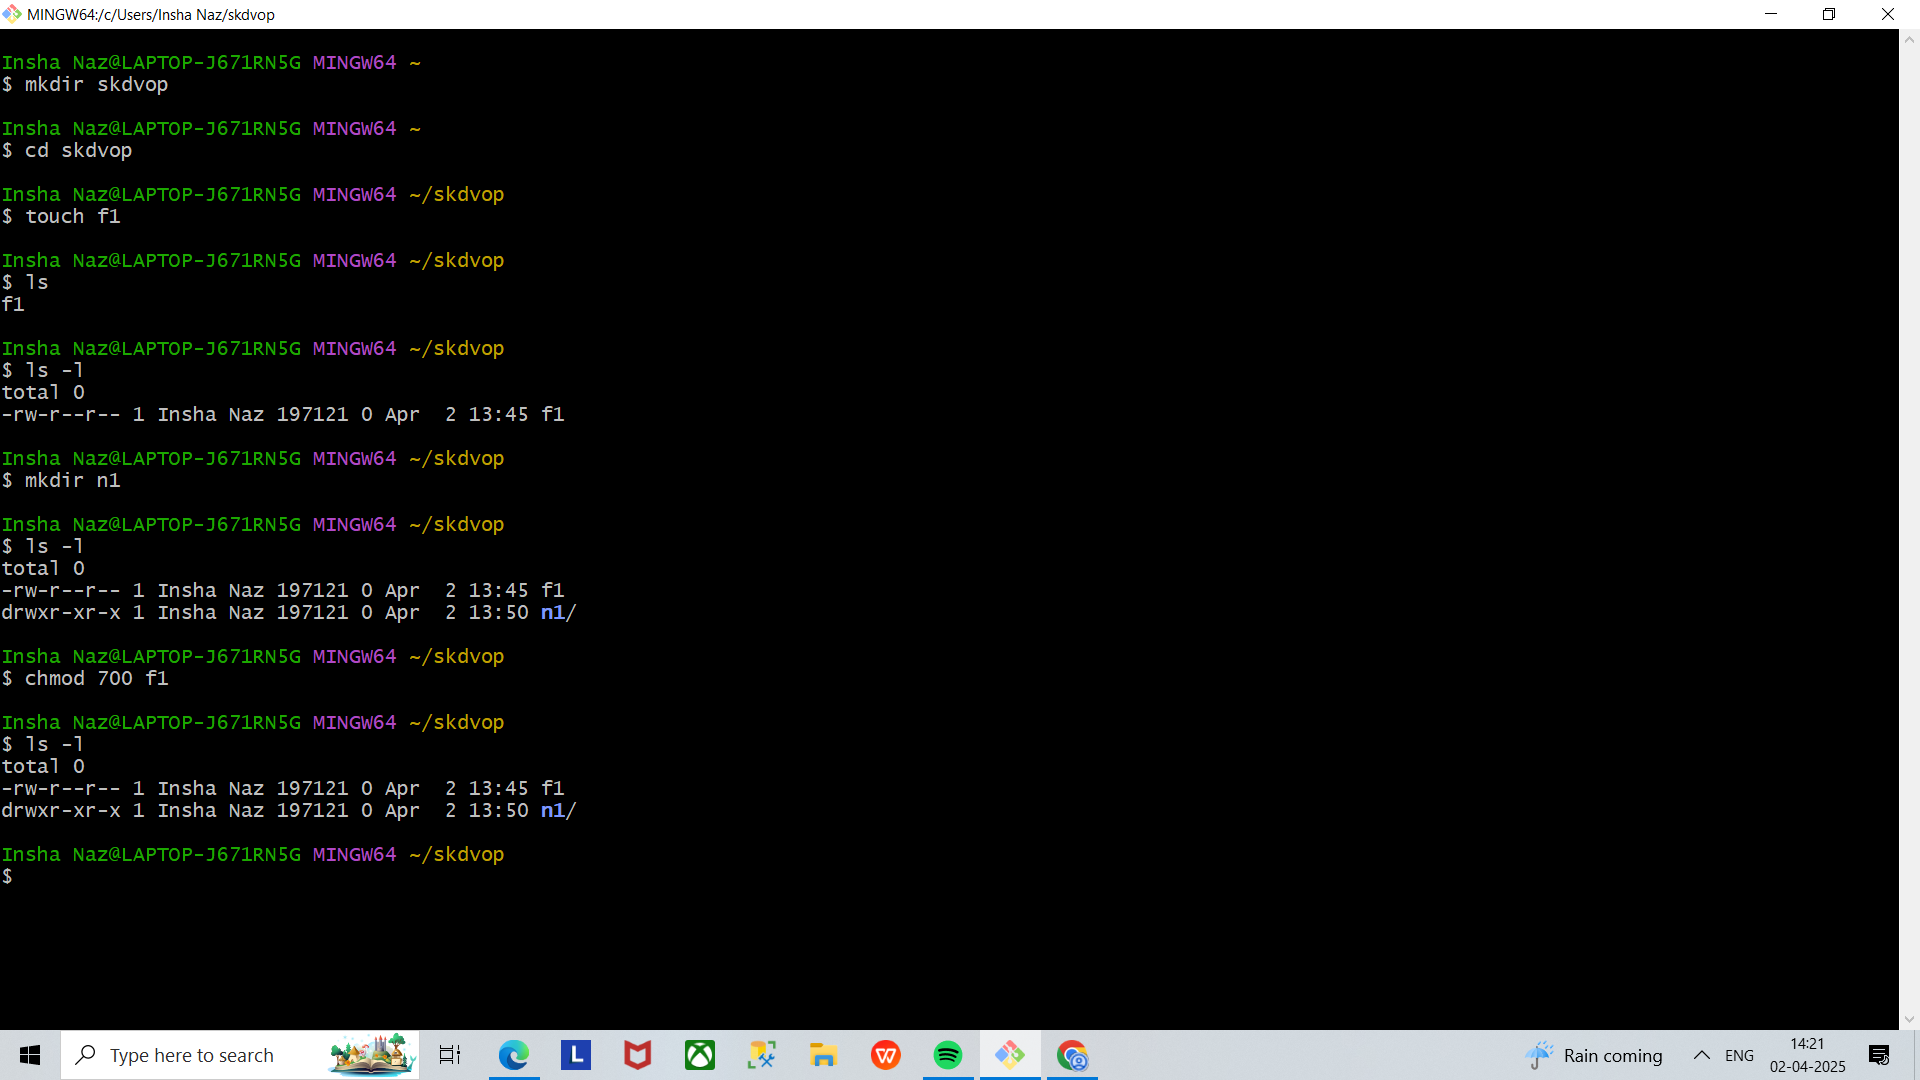 MINGW64:/c/Users/Insha Naz/skdvop
Insha Naz@LAPTOP-J671RN5G MINGW64 ~
$ mkdir skdvop
Insha Naz@LAPTOP-J671RN5G MINGW64 ~
$ cd skdvop
Insha Naz@LAPTOP-J671RN5G MINGW64 ~/skdvop
$ touch f1
Insha Naz@LAPTOP-J671RN5G MINGW64 ~/skdvop
$ ls
f1
Insha Naz@LAPTOP-J671RN5G MINGW64 ~/skdvop
$ ls -l
total 0
-rw-r--r-- 1 Insha Naz 197121 0 Apr  2 13:45 f1
Insha Naz@LAPTOP-J671RN5G MINGW64 ~/skdvop
$ mkdir n1
Insha Naz@LAPTOP-J671RN5G MINGW64 ~/skdvop
$ ls -l
total 0
-rw-r--r-- 1 Insha Naz 197121 0 Apr  2 13:45 f1
drwxr-xr-x 1 Insha Naz 197121 0 Apr  2 13:50 n1/
Insha Naz@LAPTOP-J671RN5G MINGW64 ~/skdvop
$ chmod 700 f1
Insha Naz@LAPTOP-J671RN5G MINGW64 ~/skdvop
$ ls -l
total 0
-rw-r--r-- 1 Insha Naz 197121 0 Apr  2 13:45 f1
drwxr-xr-x 1 Insha Naz 197121 0 Apr  2 13:50 n1/
Insha Naz@LAPTOP-J671RN5G MINGW64 ~/skdvop
$
Type here to search
L
W
Rain coming
ENG
14:21
02-04-2025